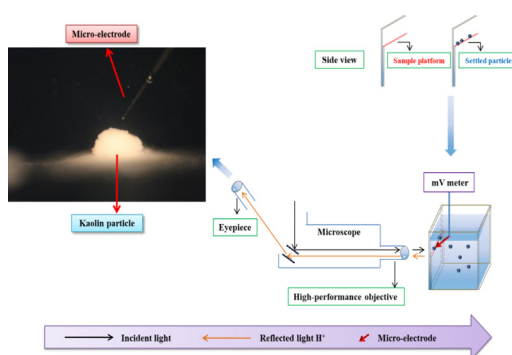 Micro-electrode
Side view
Sample platform
Settled particle
mV meter
Kaolin particle
Eyepiece
Microscope
High-performance objective
Incident light
Reflected light H⁺
Micro-electrode